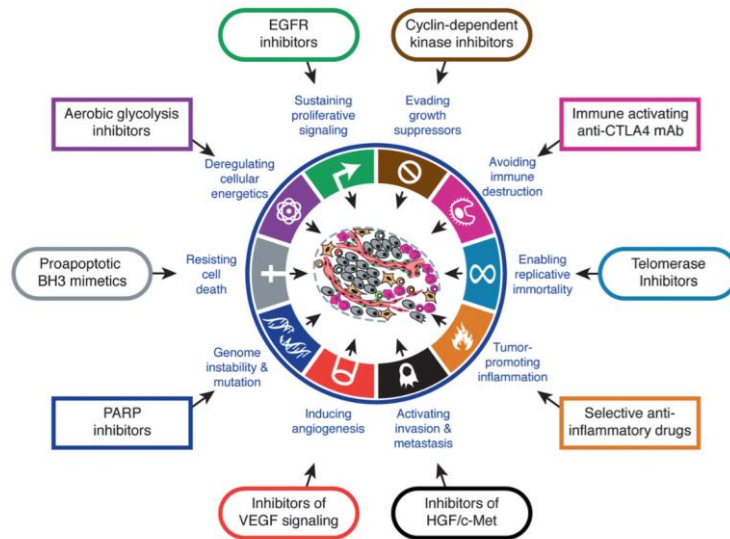 EGFR
inhibitors
Cyclin-dependent
kinase inhibitors
Sustaining
proliferative
signaling
Evading
growth
suppressors
Aerobic glycolysis
inhibitors
Immune activating
anti-CTLA4 mAb
Deregulating
cellular
energetics
Avoiding
immune
destruction
Proapoptotic
BH3 mimetics
Resisting
cell
death
Enabling
replicative
immortality
Telomerase
Inhibitors
Genome
instability &
mutation
Tumor-
promoting
inflammation
PARP
inhibitors
Inducing
angiogenesis
Activating
invasion &
metastasis
Selective anti-
inflammatory drugs
Inhibitors of
VEGF signaling
Inhibitors of
HGF/c-Met